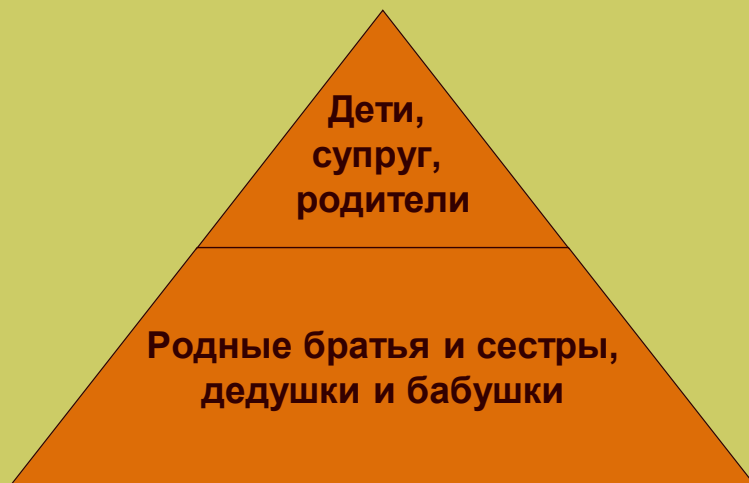 Дети,
супруг,
родители
Родные братья и сестры,
дедушки и бабушки